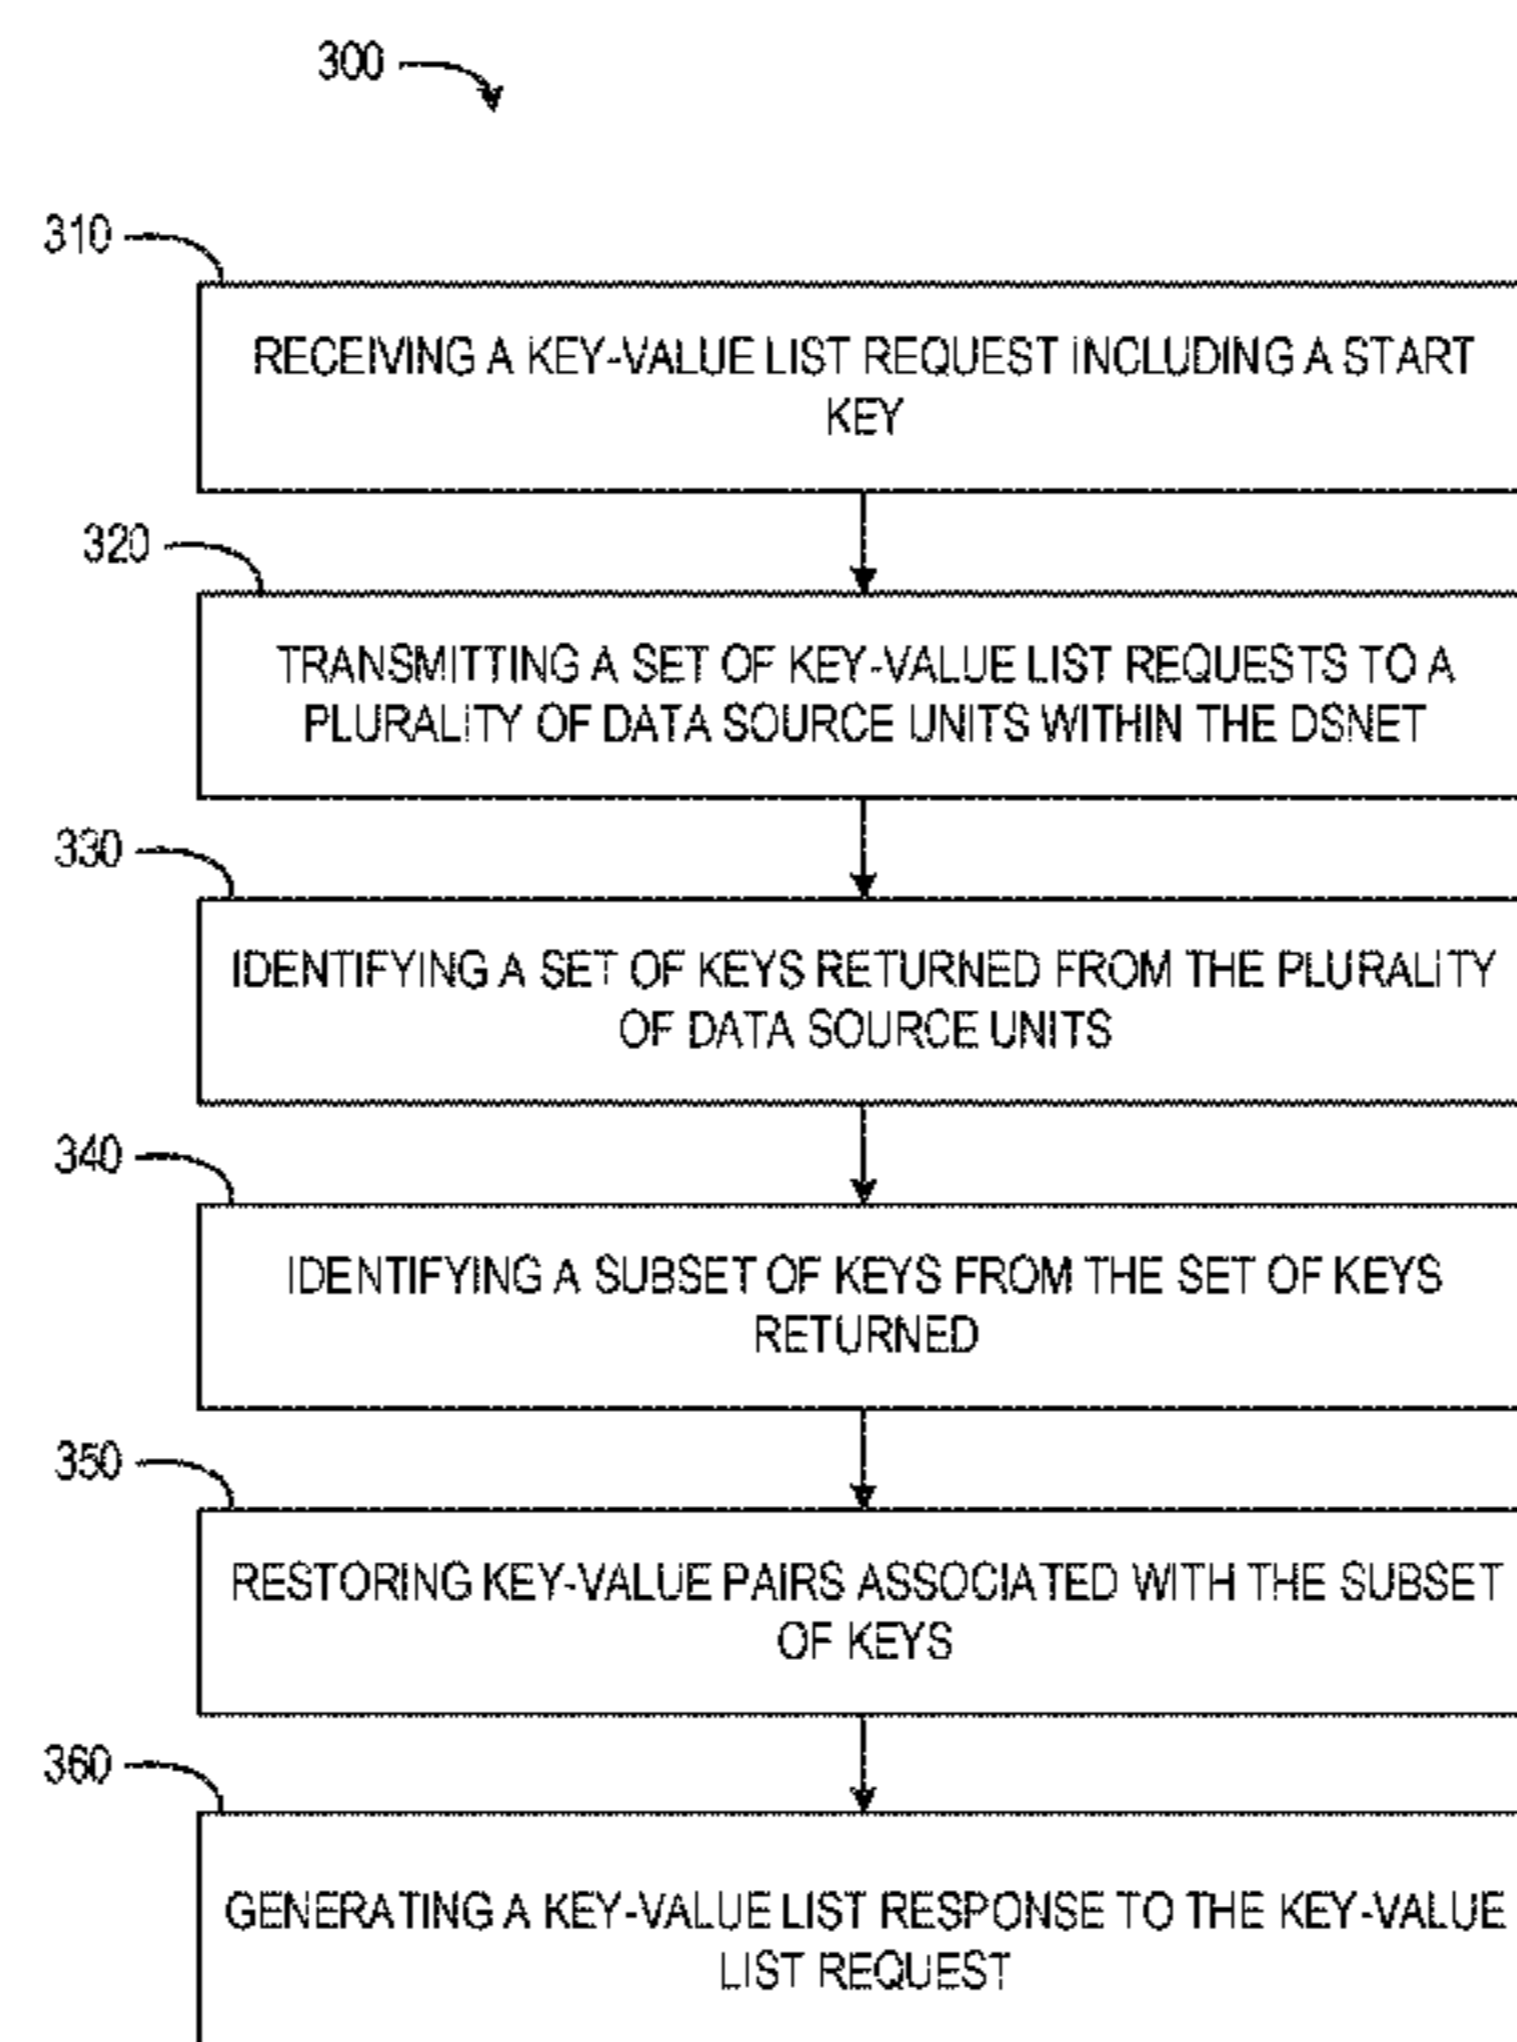 300
310
RECEIVING A KEY-VALUE LIST REQUEST INCLUDING A START
KEY
320
TRANSMITTING A SET OF KEY-VALUE LIST REQUESTS TO A
PLURALITY OF DATA SOURCE UNITS WITHIN THE DSNET
330
IDENTIFYING A SET OF KEYS RETURNED FROM THE PLURALITY
OF DATA SOURCE UNITS
340
IDENTIFYING A SUBSET OF KEYS FROM THE SET OF KEYS
RETURNED
350
RESTORING KEY-VALUE PAIRS ASSOCIATED WITH THE SUBSET
OF KEYS
360
GENERATING A KEY-VALUE LIST RESPONSE TO THE KEY-VALUE
LIST REQUEST